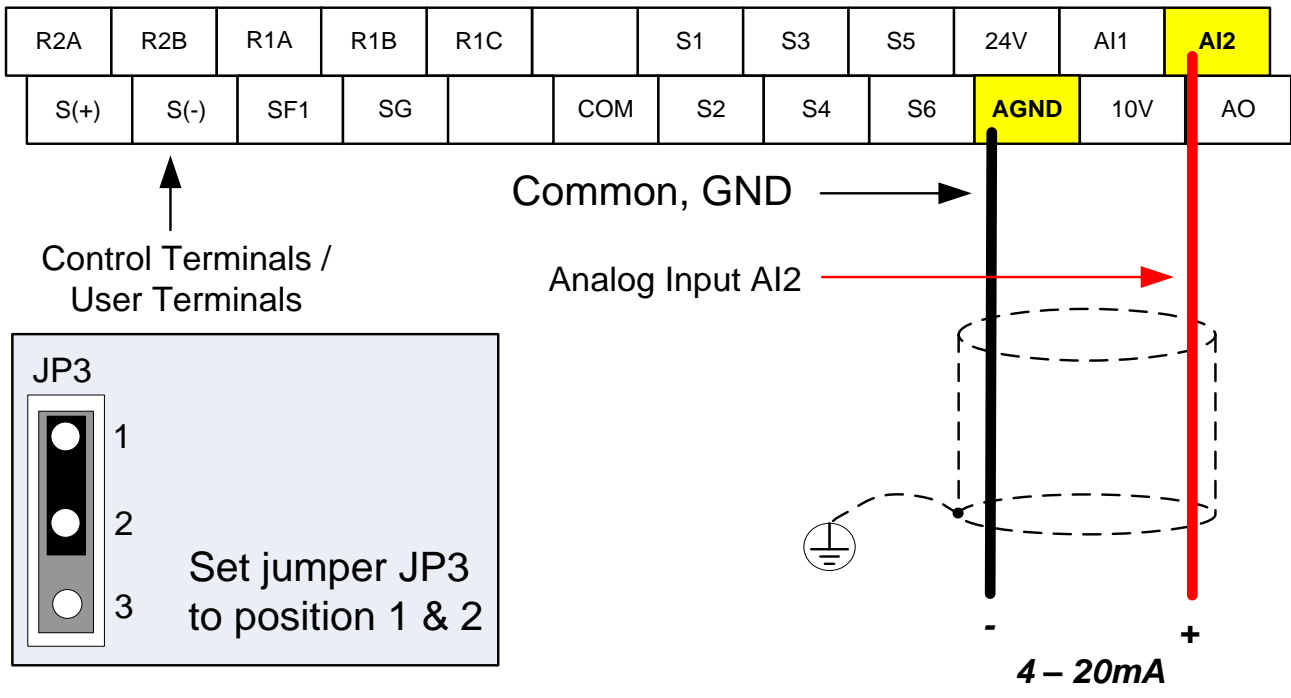 R2A R2B R1A R1B R1C S1 S3 S5 24V AI1 AI2
S(+) S(-) SF1 SG COM S2 S4 S6 AGND 10V AO
Common, GND
Control Terminals /
User Terminals
Analog Input AI2
JP3
1
2
3
Set jumper JP3
to position 1 & 2
- +
4 – 20mA